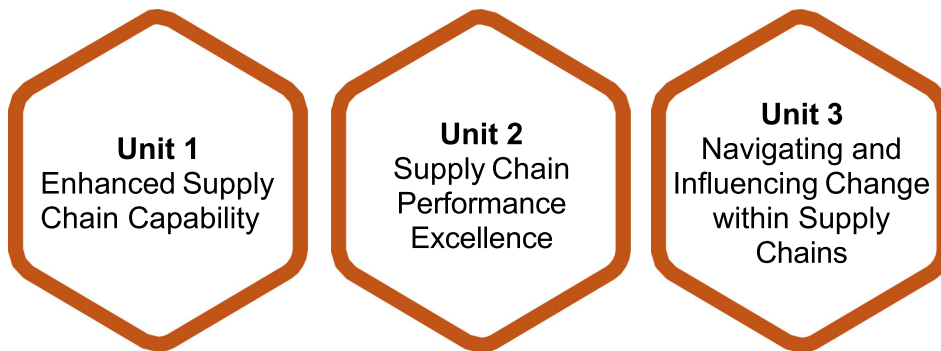 Unit 1
Enhanced Supply
Chain Capability
Unit 2
Supply Chain
Performance
Excellence
Unit 3
Navigating and
Influencing Change
within Supply
Chains